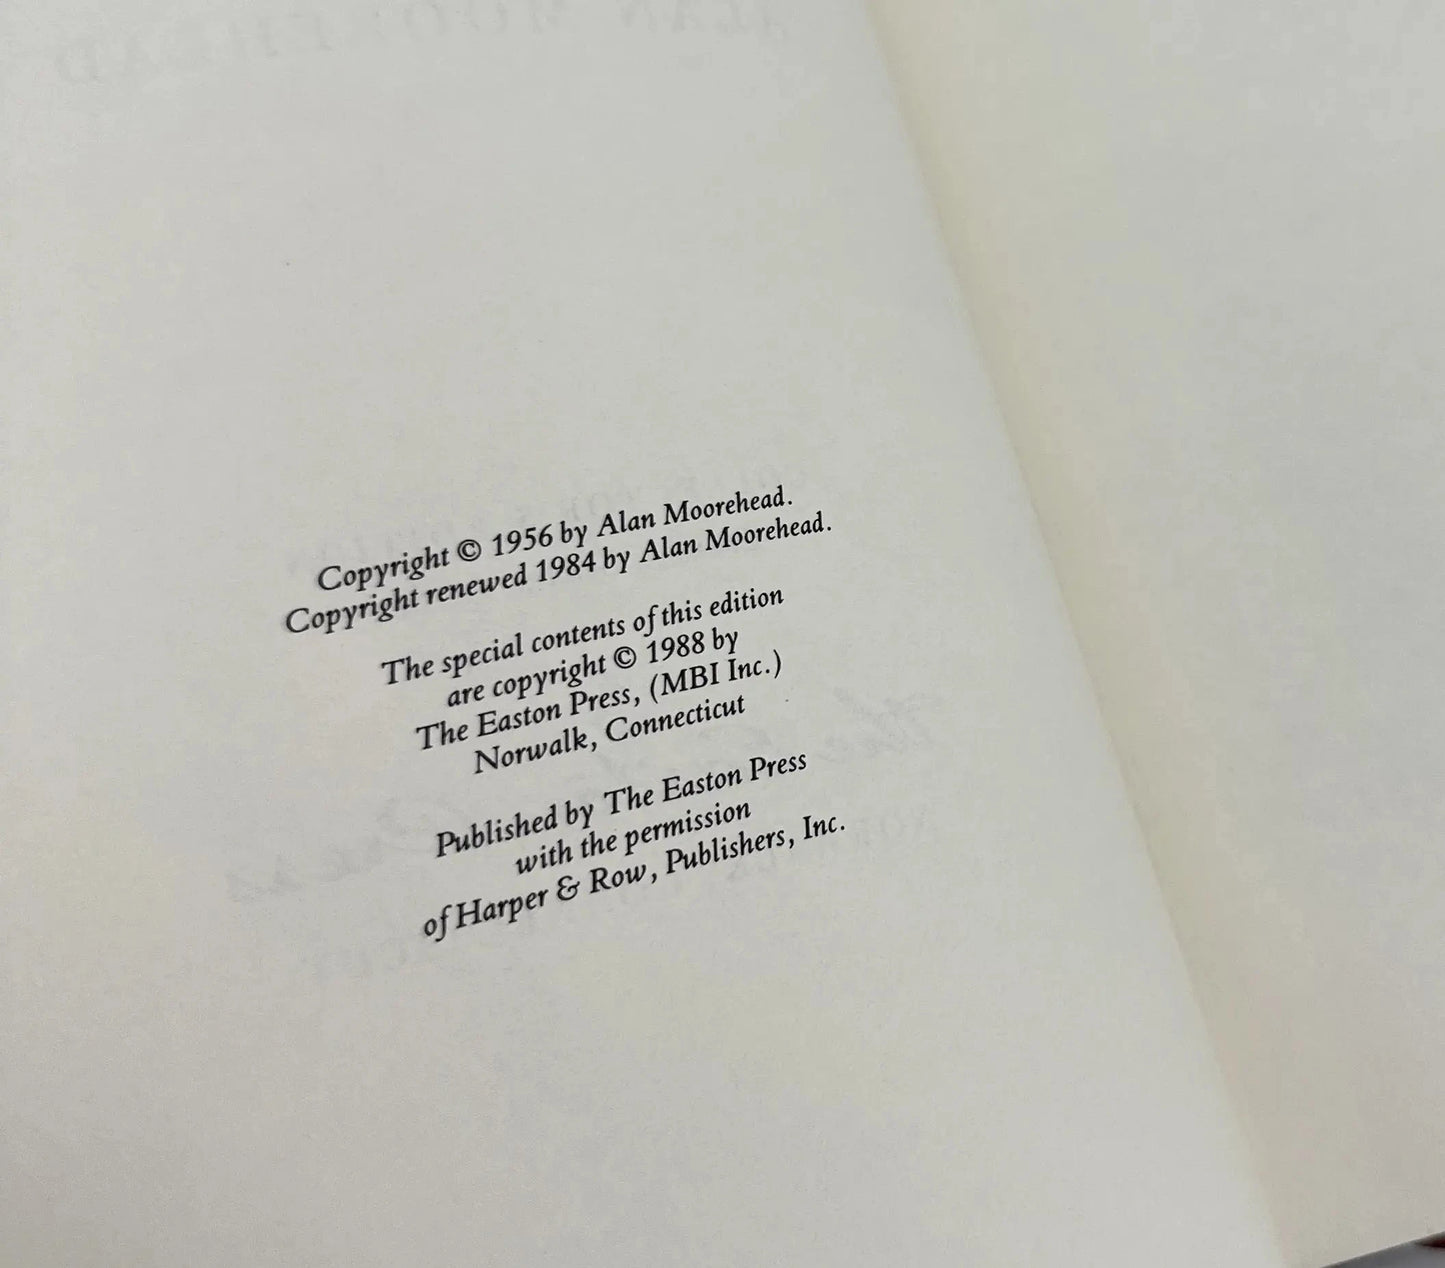 ALAN MOOREHEAD
Copyright © 1956 by Alan Moorehead.
Copyright renewed 1984 by Alan Moorehead.
The special contents of this edition
are copyright © 1988 by
The Easton Press, (MBI Inc.)
Norwalk, Connecticut
Published by The Easton Press
with the permission
of Harper & Row, Publishers, Inc.